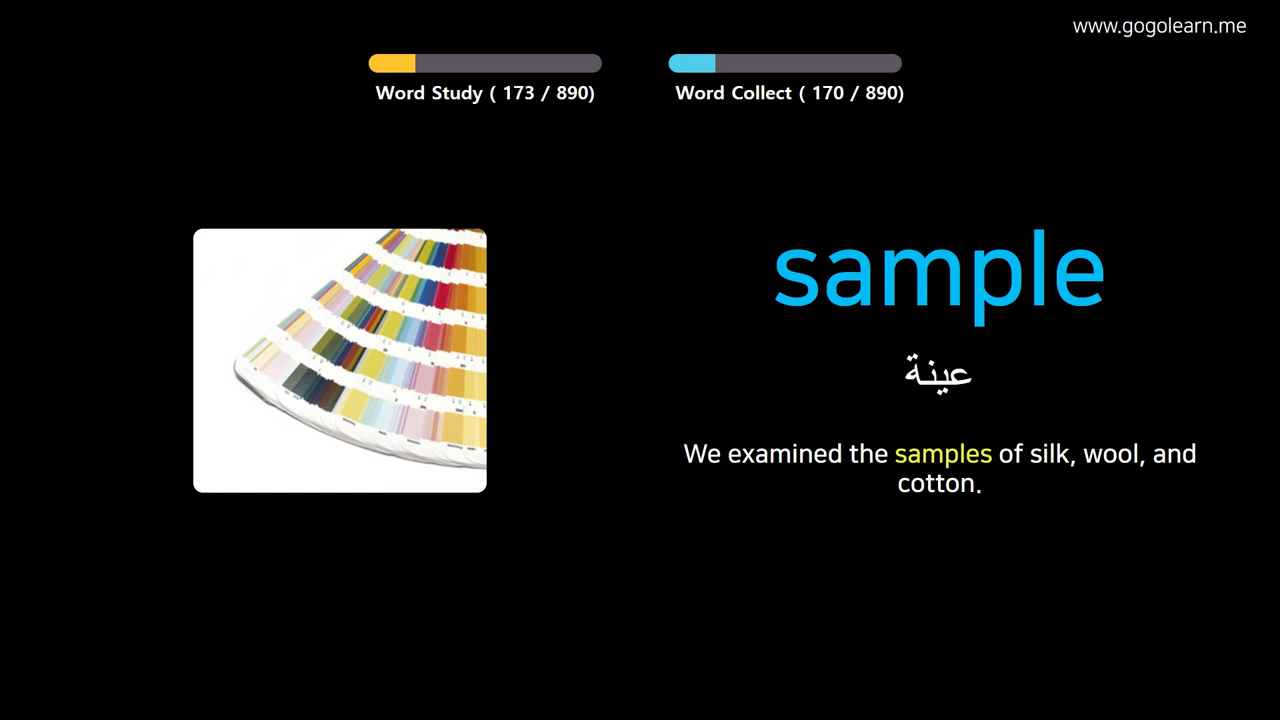 www.gogolearn.me
Word Study ( 173 / 890)
Word Collect ( 170 / 890)
sample
عينة
We examined the samples of silk, wool, and
cotton.